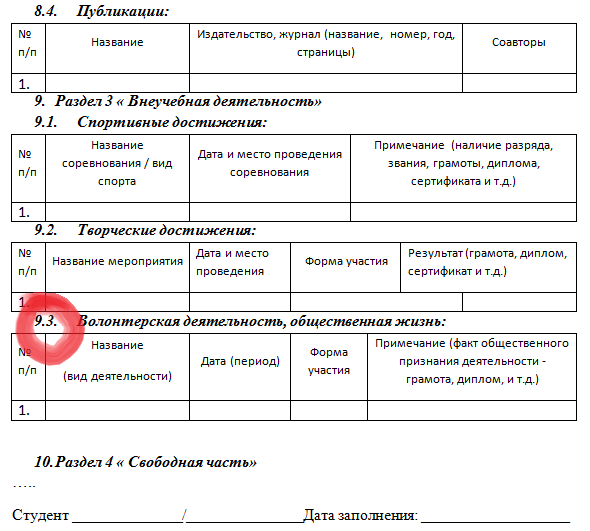 8.4. Публикации:
№ п/п Название Издательство, журнал (название, номер, год, страницы) Соавторы
1.
9. Раздел 3 « Внеучебная деятельность»
9.1. Спортивные достижения:
№ п/п Название соревнования / вид спорта Дата и место проведения соревнования Примечание (наличие разряда, звания, грамоты, диплома, сертификата и т.д.)
1.
9.2. Творческие достижения:
№ п/п Название мероприятия Дата и место проведения Форма участия Результат (грамота, диплом, сертификат и т.д.)
1.
9.3. Волонтерская деятельность, общественная жизнь:
№ п/п Название (вид деятельности) Дата (период) Форма участия Примечание (факт общественного признания деятельности - грамота, диплом, и т.д.)
1.
10. Раздел 4 « Свободная часть»
…..
Студент ______________/_______________Дата заполнения: ___________________